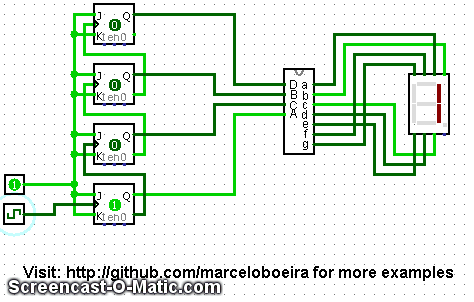 J Q
0
K en0
J Q
0
K en0
J Q
0
K en0
J Q
1
K en0
D a
B b
C c
A d
e
f
g
1
Visit: http://github.com/marceloboeira for more examples
Screencast-O-Matic.com